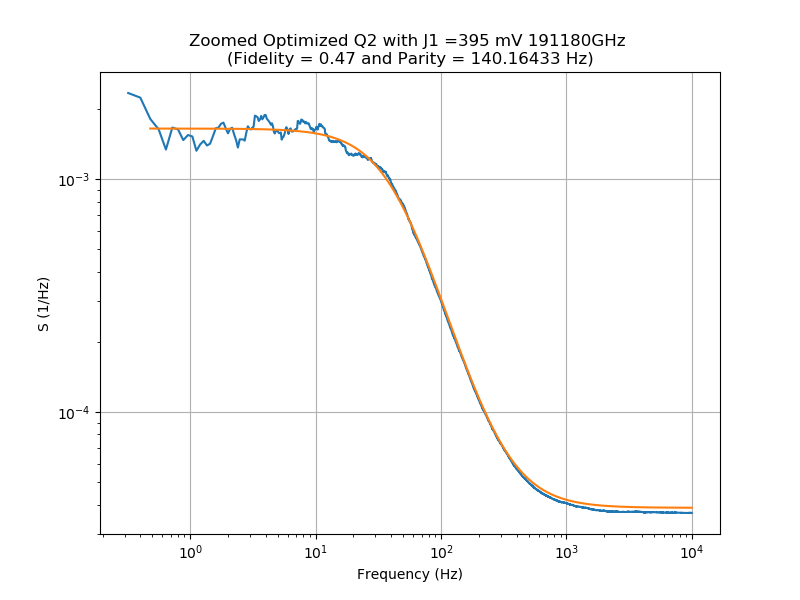 Zoomed Optimized Q2 with J1 =395 mV 191180GHz
(Fidelity = 0.47 and Parity = 140.16433 Hz)
S (1/Hz)
10⁻³
10⁻⁴
10⁰ 10¹ 10² 10³ 10⁴
Frequency (Hz)